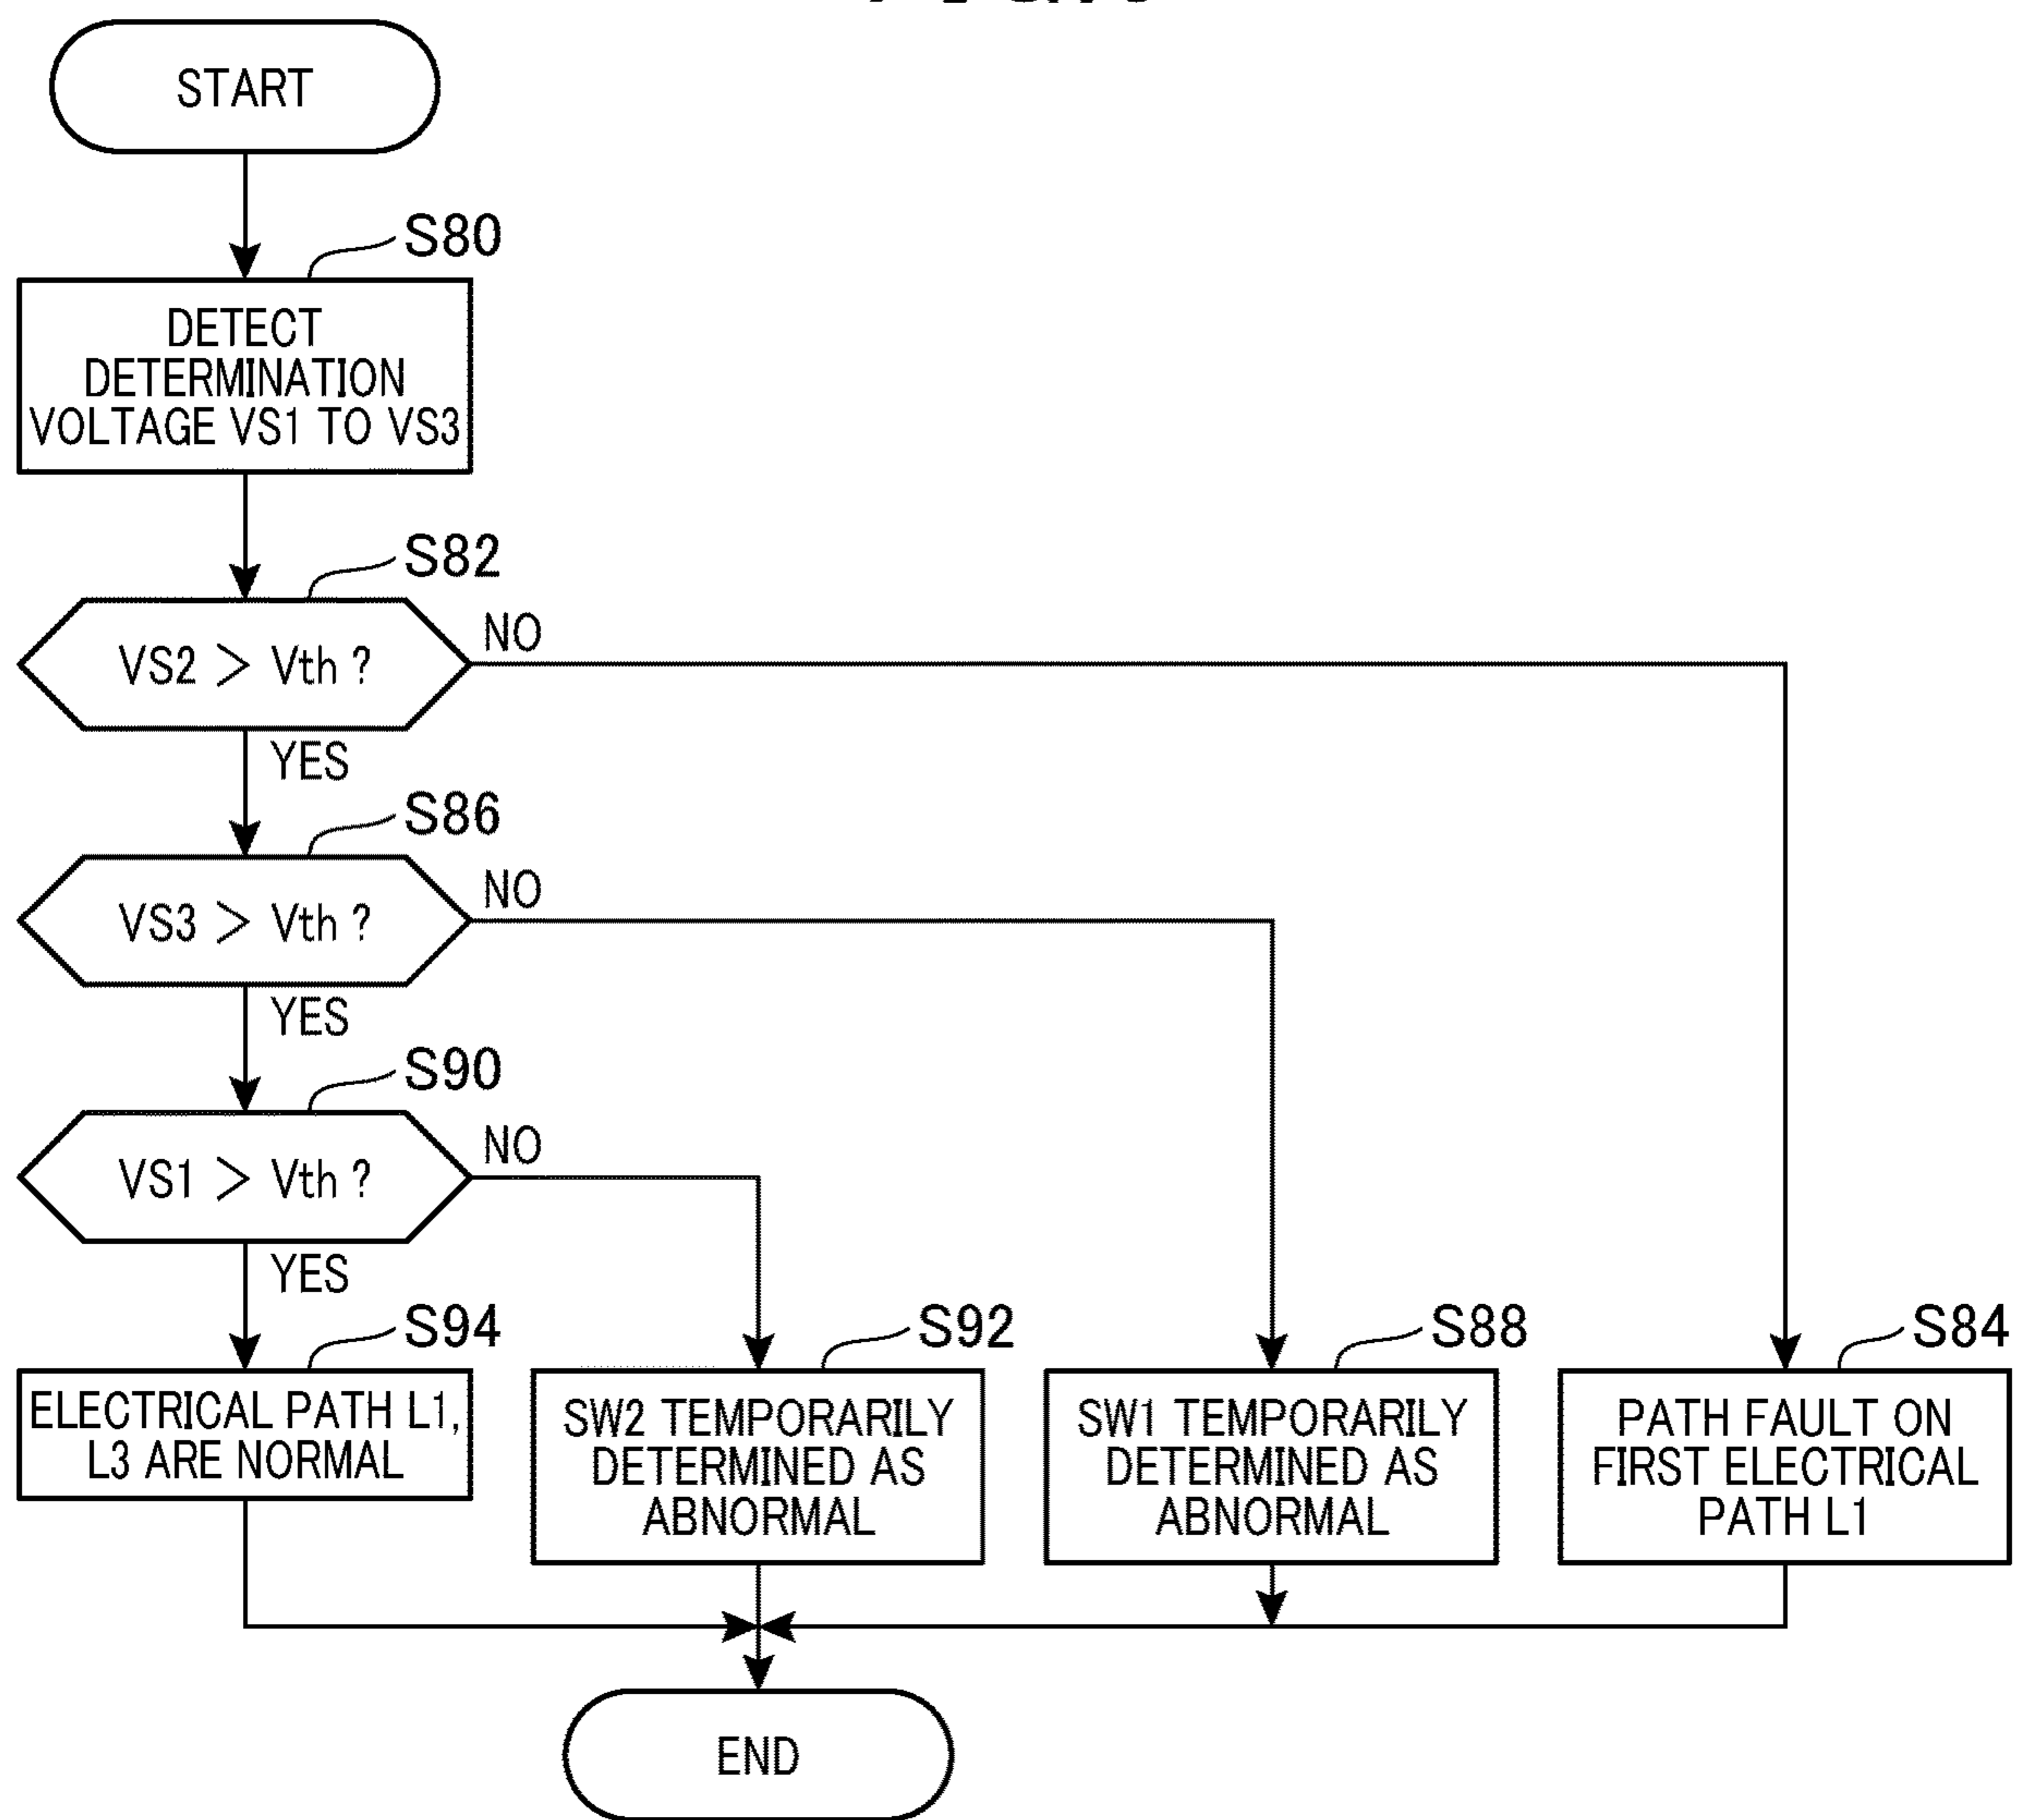 START
S80
DETECT
DETERMINATION
VOLTAGE VS1 TO VS3
S82
VS2 > Vth ?
NO
YES
S86
VS3 > Vth ?
NO
YES
S90
VS1 > Vth ?
NO
YES
S94
ELECTRICAL PATH L1,
L3 ARE NORMAL
S92
SW2 TEMPORARILY
DETERMINED AS
ABNORMAL
S88
SW1 TEMPORARILY
DETERMINED AS
ABNORMAL
S84
PATH FAULT ON
FIRST ELECTRICAL
PATH L1
END